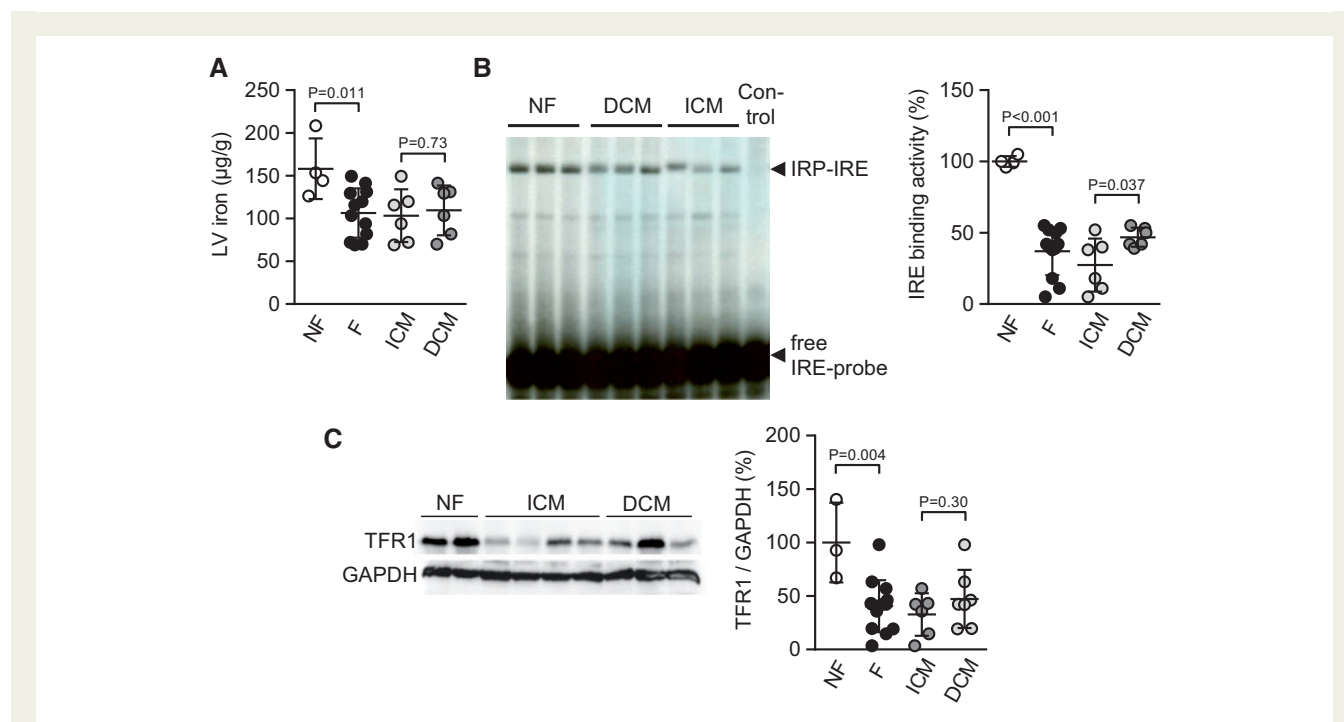 A
LV iron (µg/g)
250
200
150
100
50
0
P=0.011
P=0.73
NF
F
ICM
DCM
B
NF
DCM
ICM
Con-
trol
IRP-IRE
free
IRE-probe
IRE binding activity (%)
150
100
50
0
P<0.001
P=0.037
NF
F
ICM
DCM
C
NF
ICM
DCM
TFR1
GAPDH
TFR1 / GAPDH (%)
200
150
100
50
0
P=0.004
P=0.30
NF
F
ICM
DCM